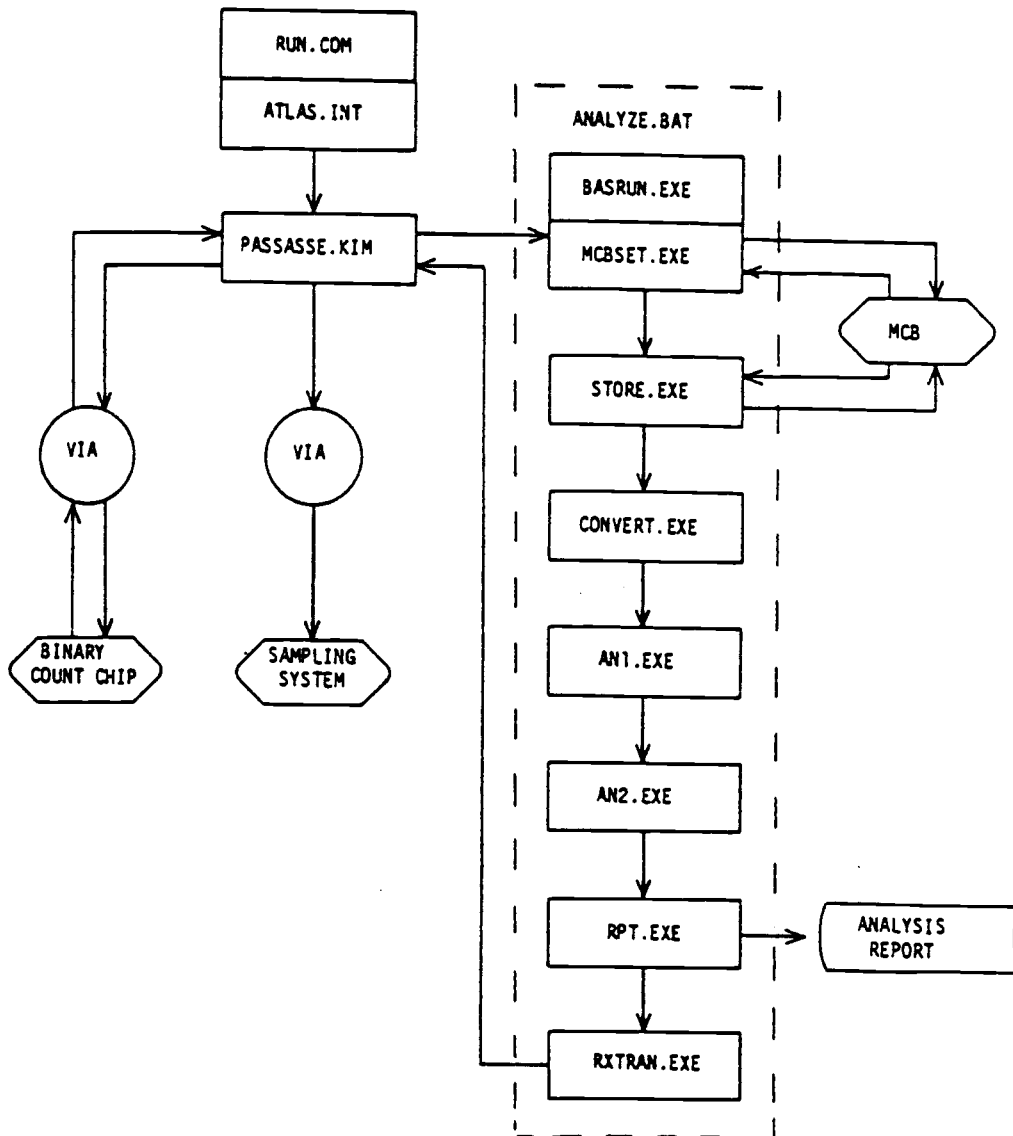 RUN.COM
ATLAS.INT
ANALYZE.BAT
BASRUN.EXE
PASSASSE.KIM
MCBSET.EXE
MCB
STORE.EXE
VIA
VIA
CONVERT.EXE
BINARY
COUNT CHIP
SAMPLING
SYSTEM
AN1.EXE
AN2.EXE
RPT.EXE
ANALYSIS
REPORT
RXTRAN.EXE